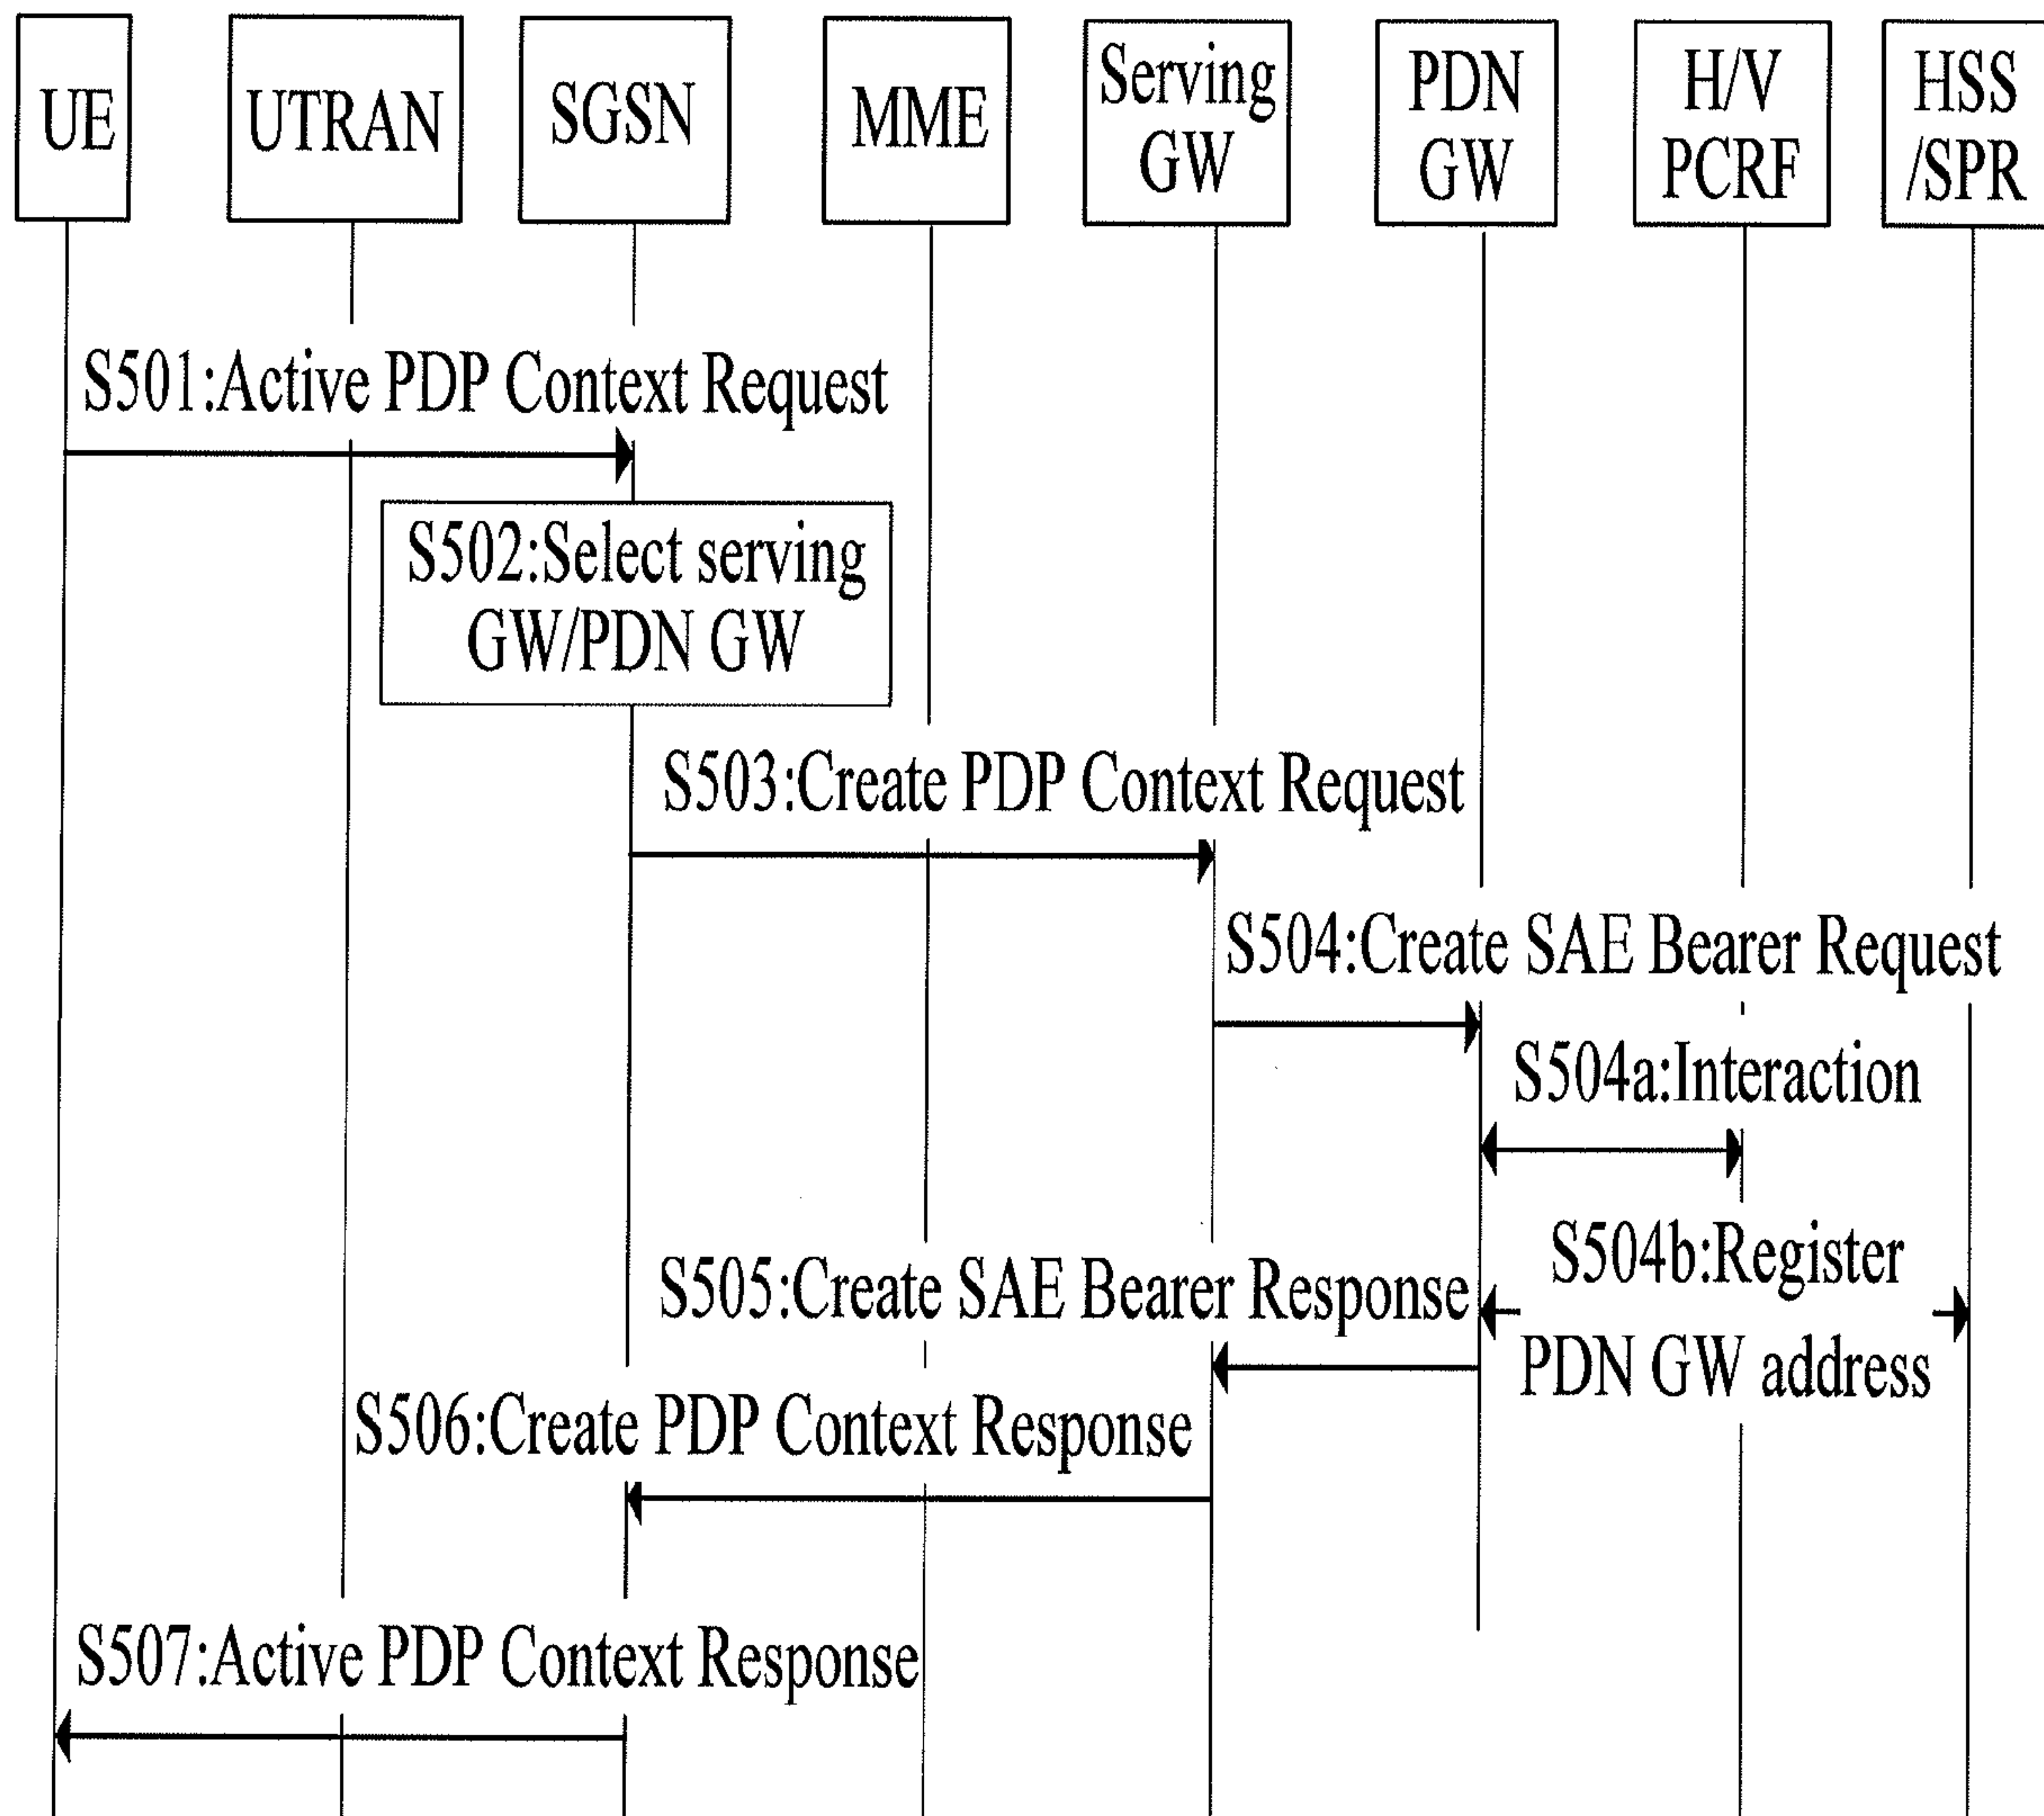 UE
UTRAN
SGSN
MME
Serving
GW
PDN
GW
H/V
PCRF
HSS
/SPR
S501:Active PDP Context Request
S502:Select serving
GW/PDN GW
S503:Create PDP Context Request
S504:Create SAE Bearer Request
S504a:Interaction
S504b:Register
PDN GW address
S505:Create SAE Bearer Response
S506:Create PDP Context Response
S507:Active PDP Context Response